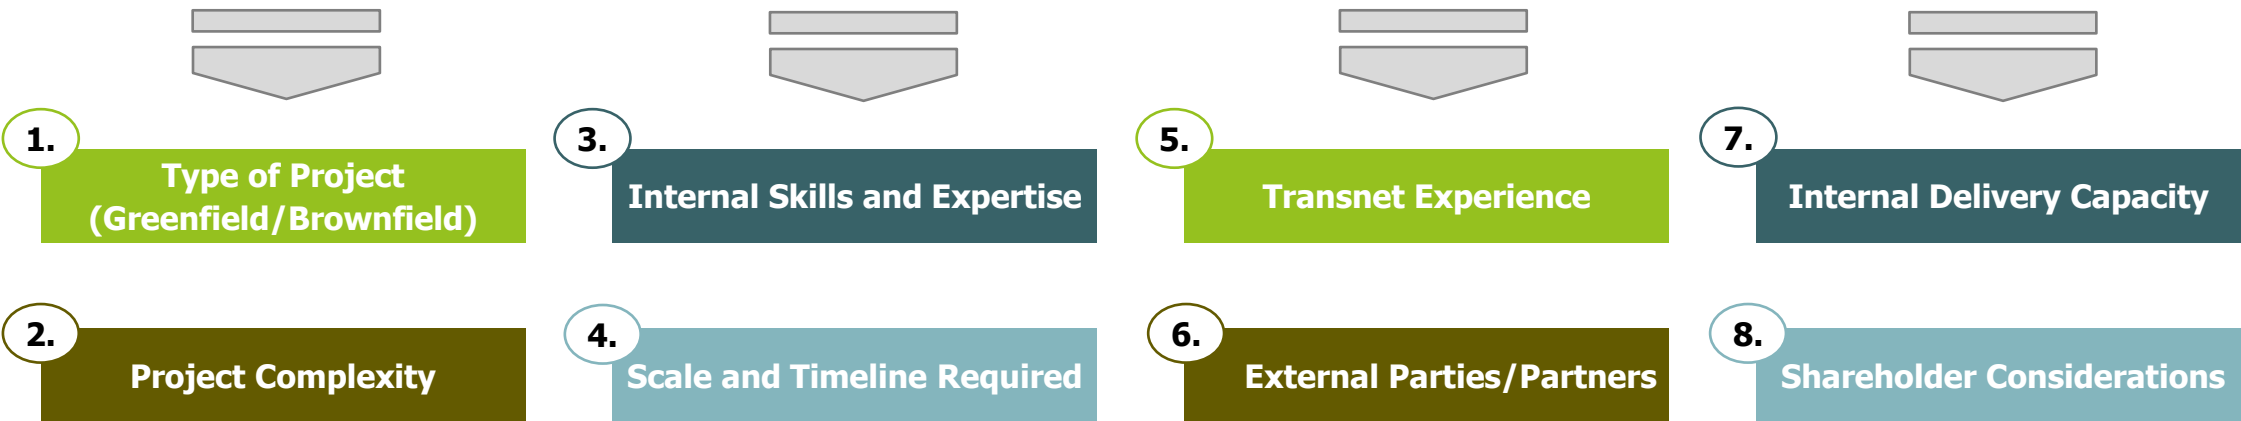 1.
Type of Project
(Greenfield/Brownfield)
2.
Project Complexity
3.
Internal Skills and Expertise
4.
Scale and Timeline Required
5.
Transnet Experience
6.
External Parties/Partners
7.
Internal Delivery Capacity
8.
Shareholder Considerations